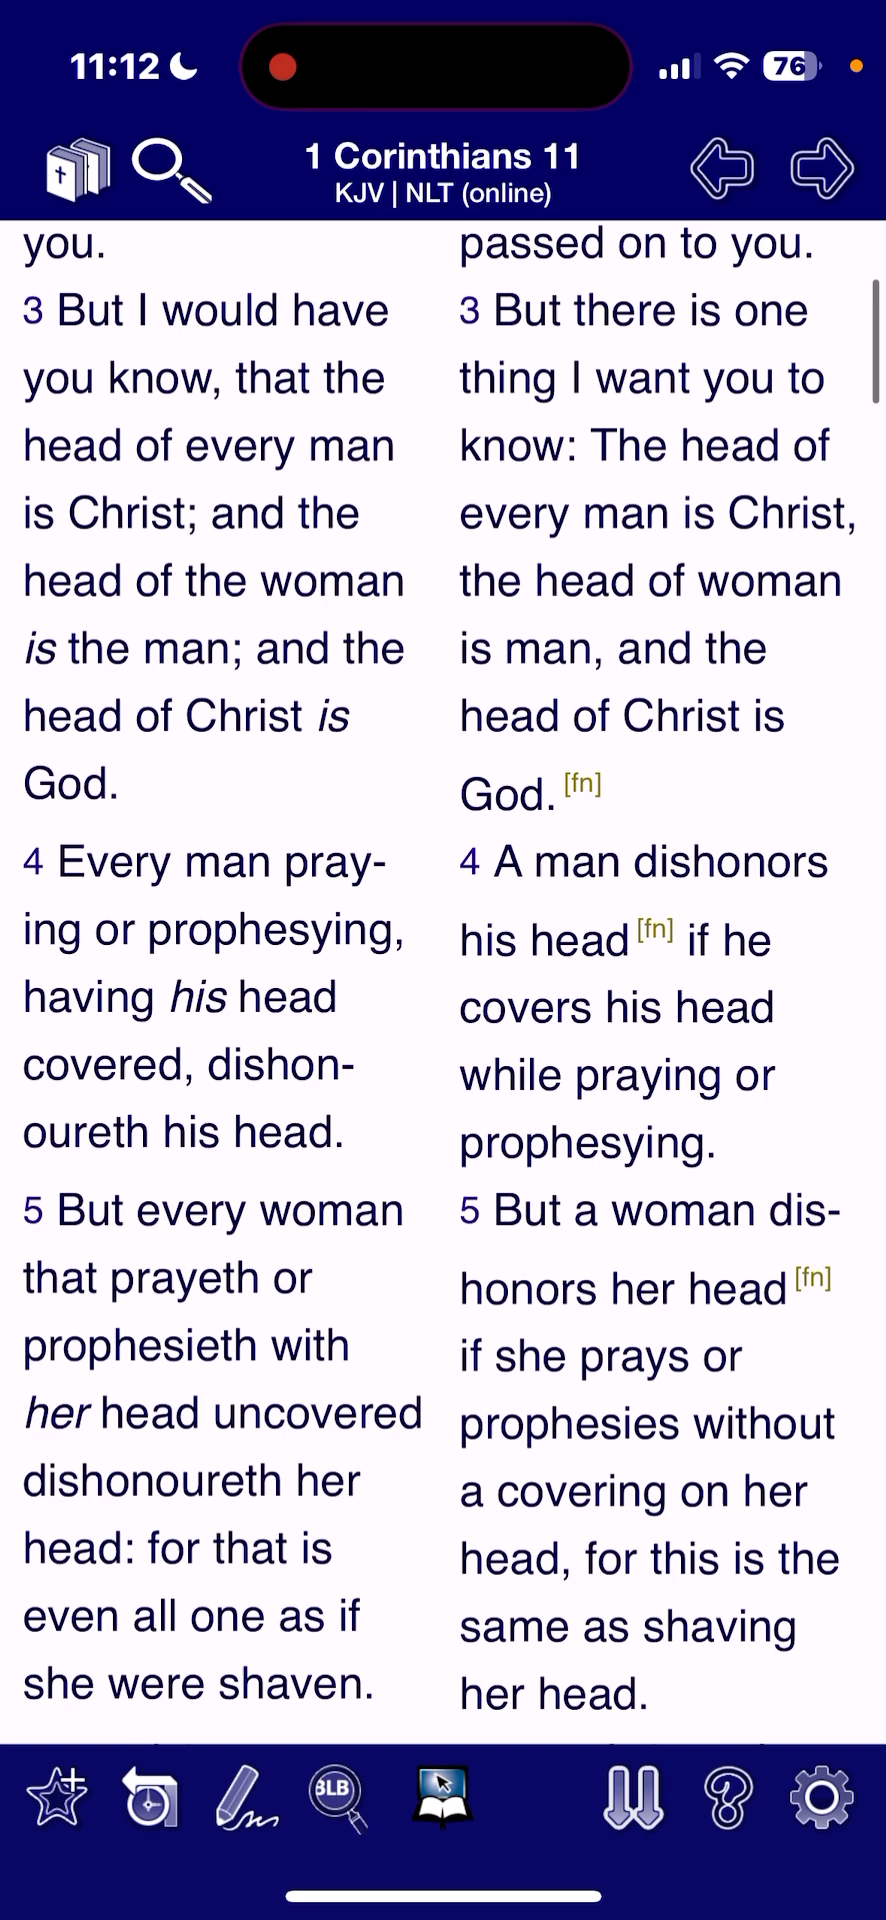 11:12
76
1 Corinthians 11
KJV | NLT (online)
you.
3 But I would have
you know, that the
head of every man
is Christ; and the
head of the woman
is the man; and the
head of Christ is
God.
4 Every man pray-
ing or prophesying,
having his head
covered, dishon-
oureth his head.
5 But every woman
that prayeth or
prophesieth with
her head uncovered
dishonoureth her
head: for that is
even all one as if
she were shaven.
passed on to you.
3 But there is one
thing I want you to
know: The head of
every man is Christ,
the head of woman
is man, and the
head of Christ is
God. [fn]
4 A man dishonors
his head [fn] if he
covers his head
while praying or
prophesying.
5 But a woman dis-
honors her head [fn]
if she prays or
prophesies without
a covering on her
head, for this is the
same as shaving
her head.
BLB